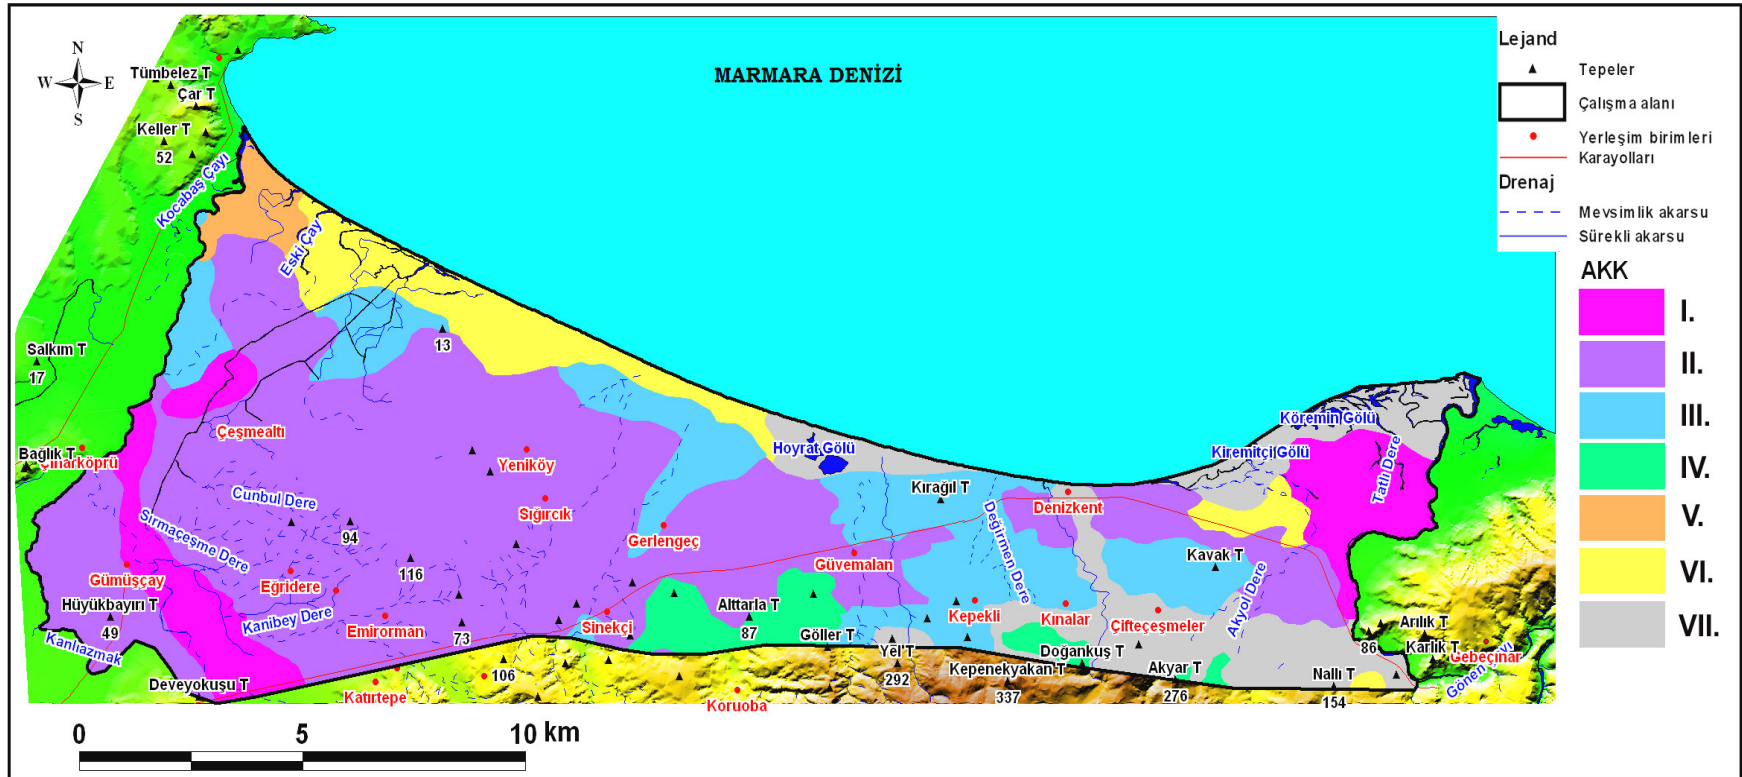 MARMARA DENİZİ
N
W E
S
Lejand
Tepeler
Çalışma alanı
Yerleşim birimleri
Karayolları
Drenaj
Mevsimlik akarsu
Sürekli akarsu
AKK
I.
II.
III.
IV.
V.
VI.
VII.
Tümbelez T
Çar T
Keller T
52
Kocabaş Çayı
Eski Çay
Salkım T
17
13
Bağlık T
Çınarköprü
Çeşmealtı
Yeniköy
Hoyrat Gölü
Köremin Gölü
Kiremitçi Gölü
Tatlı Dere
Cunbul Dere
Sığırcık
Kırağıl T
Denizkent
Sırmaçeşme Dere
94
Gerlengeç
Değirmen Dere
Güvemalan
Kavak T
Gümüşçay
Eğridere
116
Akyol Dere
Hüyükbayırı T
49
Kanibey Dere
Emirorman
73
Sinekçi
Alttarla T
87
Göller T
Kepekli
Kınalar
Çifteçeşmeler
Arılık T
86
Karlık T
Gebeçınar
Gönen Çayı
Kanlıazmak
Yel T
292
Doğankuş T
Kepenekyakan T
337
Akyar T
276
Nallı T
154
Deveyokuşu T
Katırtepe
106
Koruoba
0 5 10 km